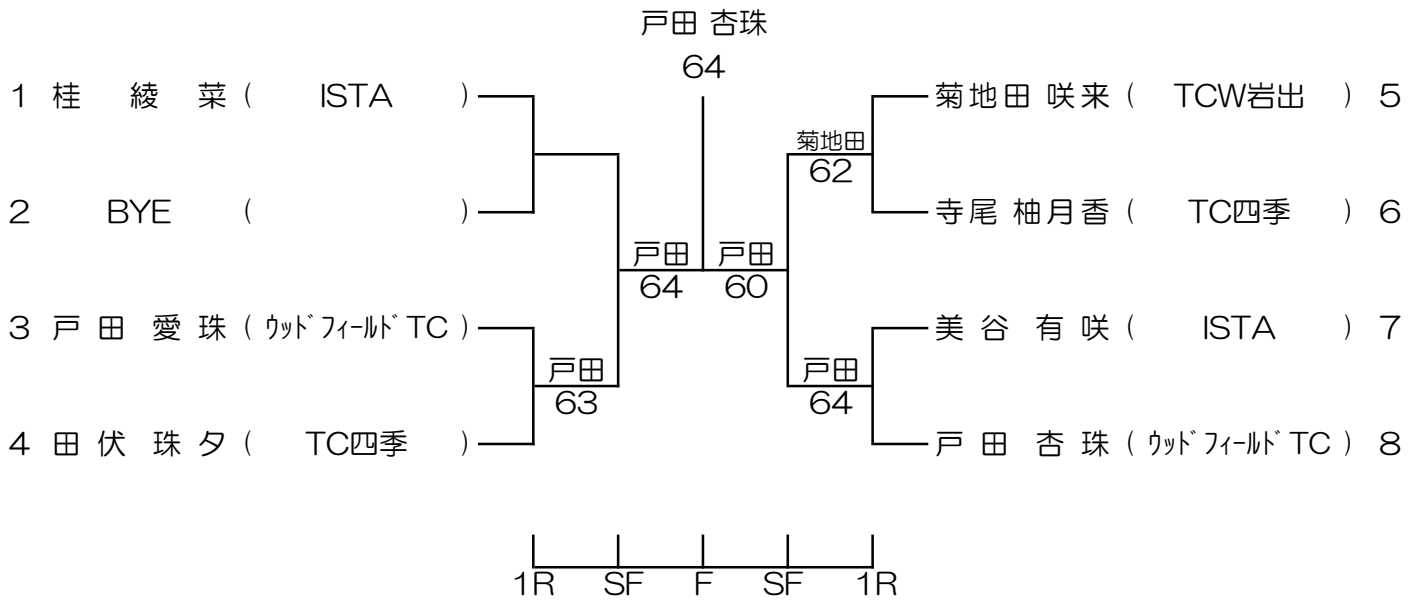 戸田 杏珠
64
1 桂 綾 菜 ( ISTA )
菊地田 咲来 ( TCW岩出 ) 5
菊地田
62
2 BYE ( )
寺尾 柚月香 ( TC四季 ) 6
戸田 戸田
64 60
3 戸 田 愛 珠 ( ｳｯﾄﾞﾌｨｰﾙﾄﾞTC )
美 谷 有 咲 ( ISTA ) 7
戸田 戸田
63 64
4 田 伏 珠 夕 ( TC四季 )
戸 田 杏 珠 ( ｳｯﾄﾞﾌｨｰﾙﾄﾞTC ) 8
1R SF F SF 1R